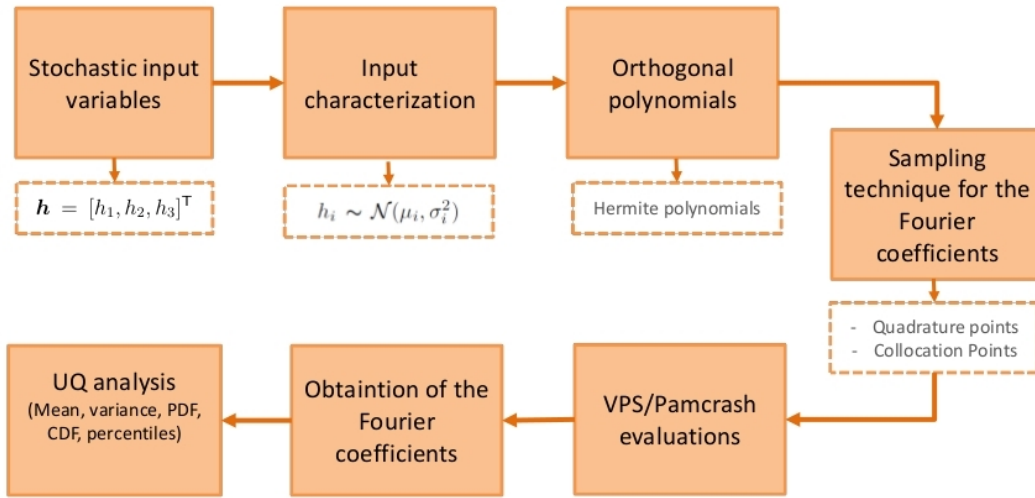 Stochastic input
variables
Input
characterization
Orthogonal
polynomials
Sampling
technique for the
Fourier
coefficients
h = [h₁, h₂, h₃]ᵀ
hᵢ ~ 𝒩(μᵢ, σᵢ²)
Hermite polynomials
- Quadrature points
- Collocation Points
VPS/Pamcrash
evaluations
Obtaintion of the
Fourier
coefficients
UQ analysis
(Mean, variance, PDF,
CDF, percentiles)